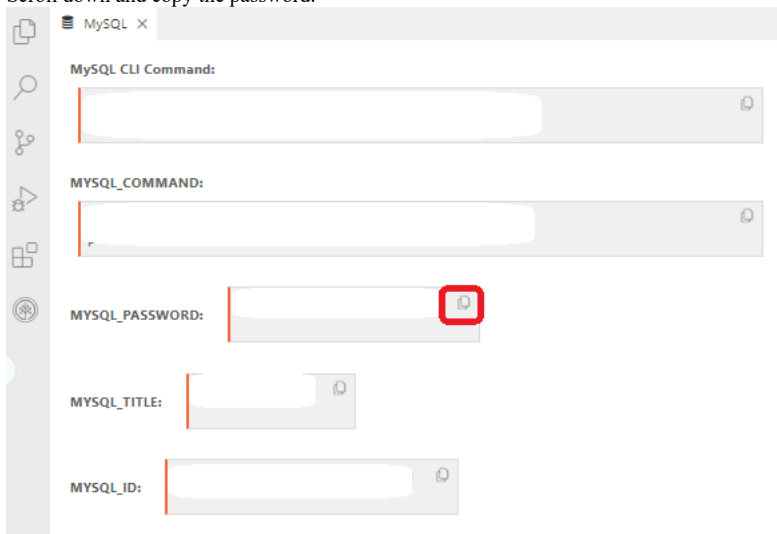 Scroll down and copy the password.
MySQL
MySQL CLI Command:
MYSQL_COMMAND:
MYSQL_PASSWORD:
MYSQL_TITLE:
MYSQL_ID: